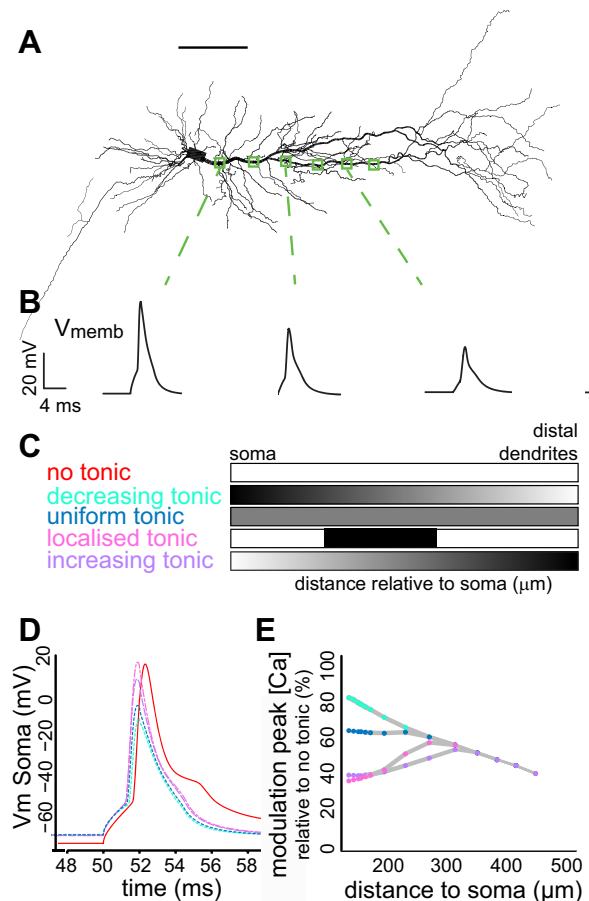 A
B
Vmemb
20 mV
4 ms
C
soma
distal
dendrites
no tonic
decreasing tonic
uniform tonic
localised tonic
increasing tonic
distance relative to soma (μm)
D
Vm Soma (mV)
20
0
−20
−40
−60
48 50 52 54 56 58
time (ms)
E
modulation peak [Ca]
relative to no tonic (%)
100
80
60
40
20
0
200 300 400 500
distance to soma (μm)